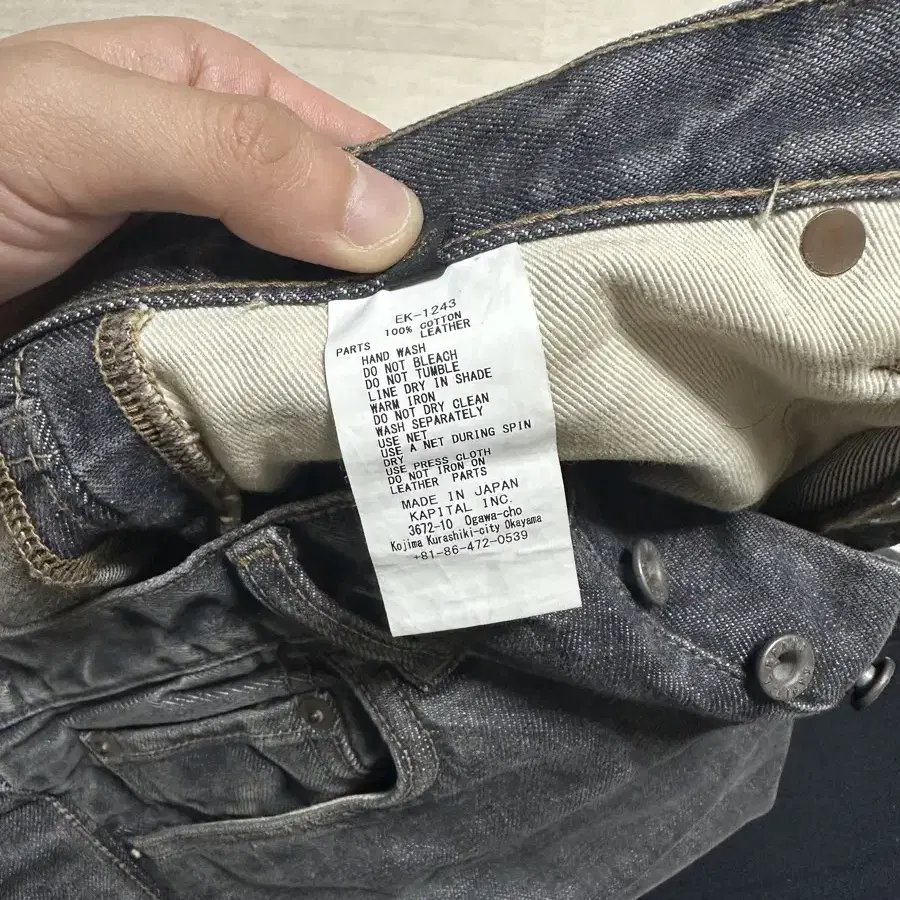 EK-1243
100% COTTON
PARTS LEATHER
HAND WASH
DO NOT BLEACH
DO NOT TUMBLE
LINE DRY IN SHADE
WARM IRON
DO NOT DRY CLEAN
WASH SEPARATELY
USE NET
USE A NET DURING SPIN
DRY
USE PRESS CLOTH
DO NOT IRON ON
LEATHER PARTS
MADE IN JAPAN
KAPITAL INC.
3672-10 Ogawa-cho
Kojima Kurashiki-city Okayama
+81-86-472-0539